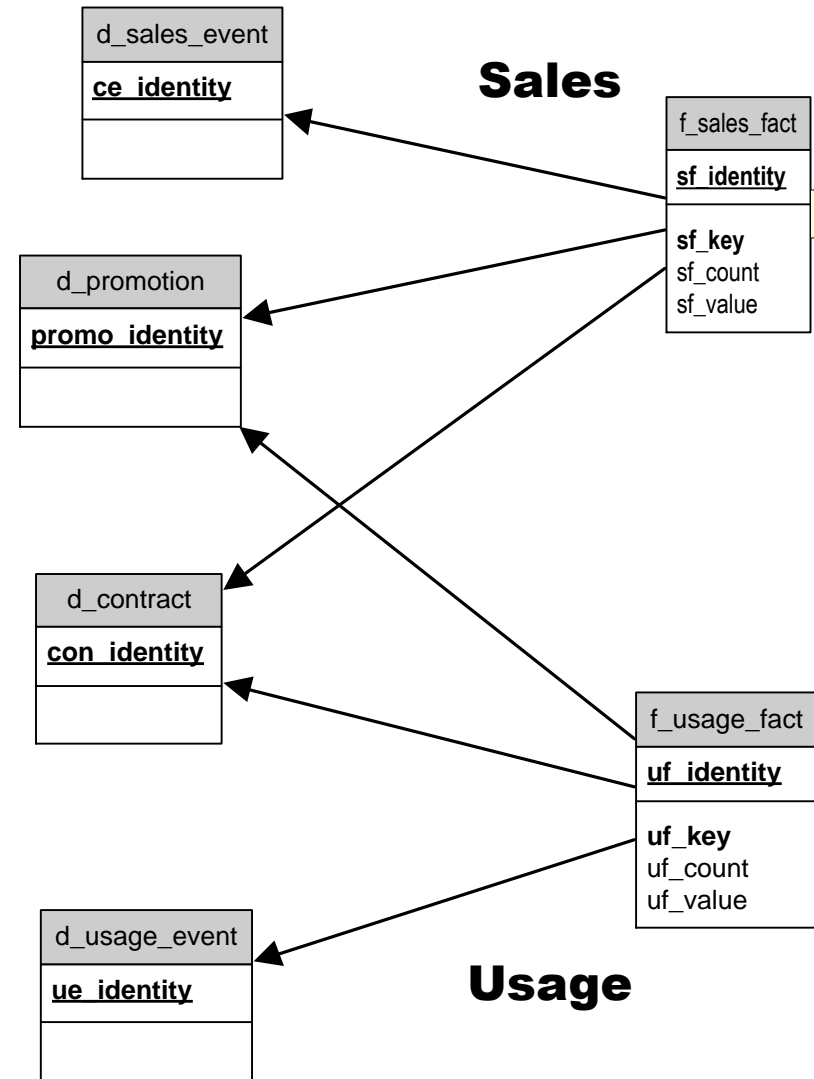 d_sales_event
ce_identity
Sales
f_sales_fact
sf_identity
sf_key
sf_count
sf_value
d_promotion
promo_identity
d_contract
con_identity
f_usage_fact
uf_identity
uf_key
uf_count
uf_value
d_usage_event
ue_identity
Usage